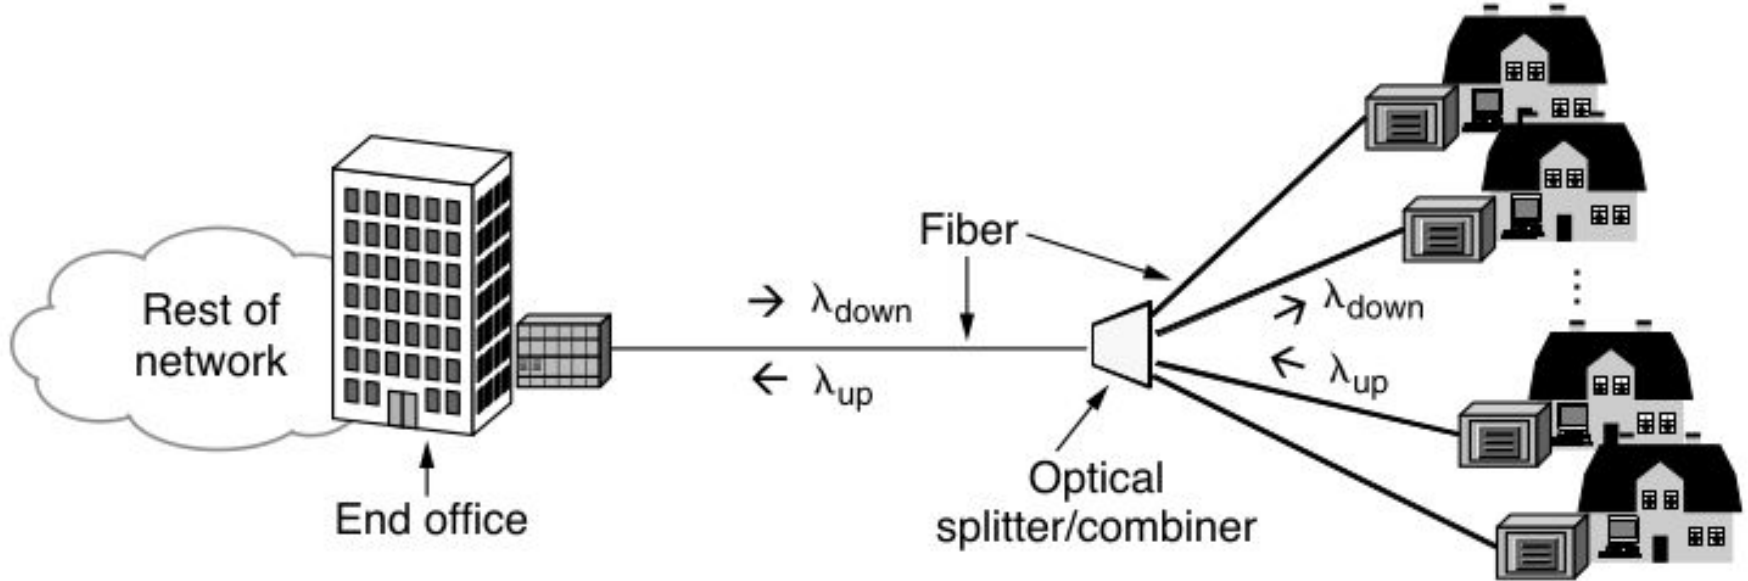 Rest of
network
End office
→ λdown
← λup
Fiber
Optical
splitter/combiner
→ λdown
← λup